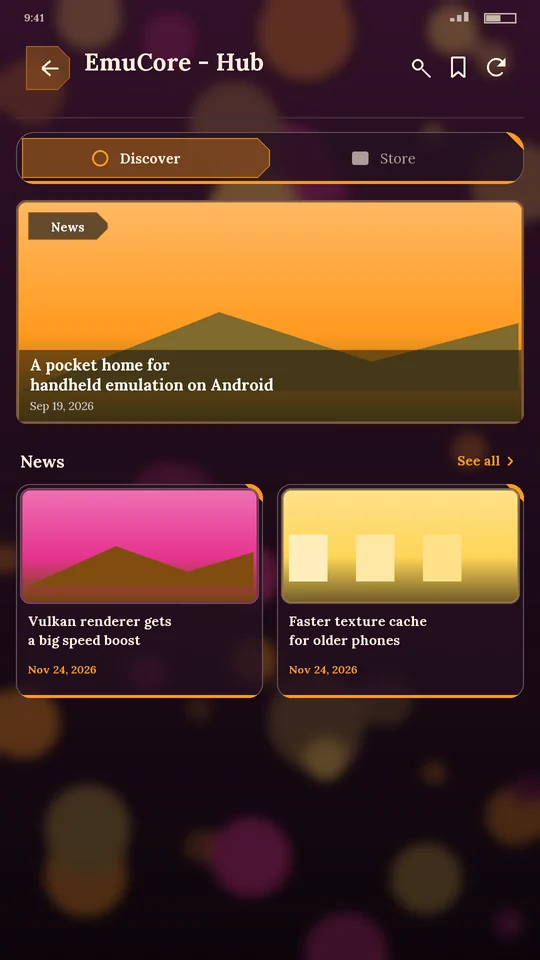 9:41
EmuCore - Hub
Discover
Store
News
A pocket home for
handheld emulation on Android
Sep 19, 2026
News
See all
Vulkan renderer gets
a big speed boost
Nov 24, 2026
Faster texture cache
for older phones
Nov 24, 2026